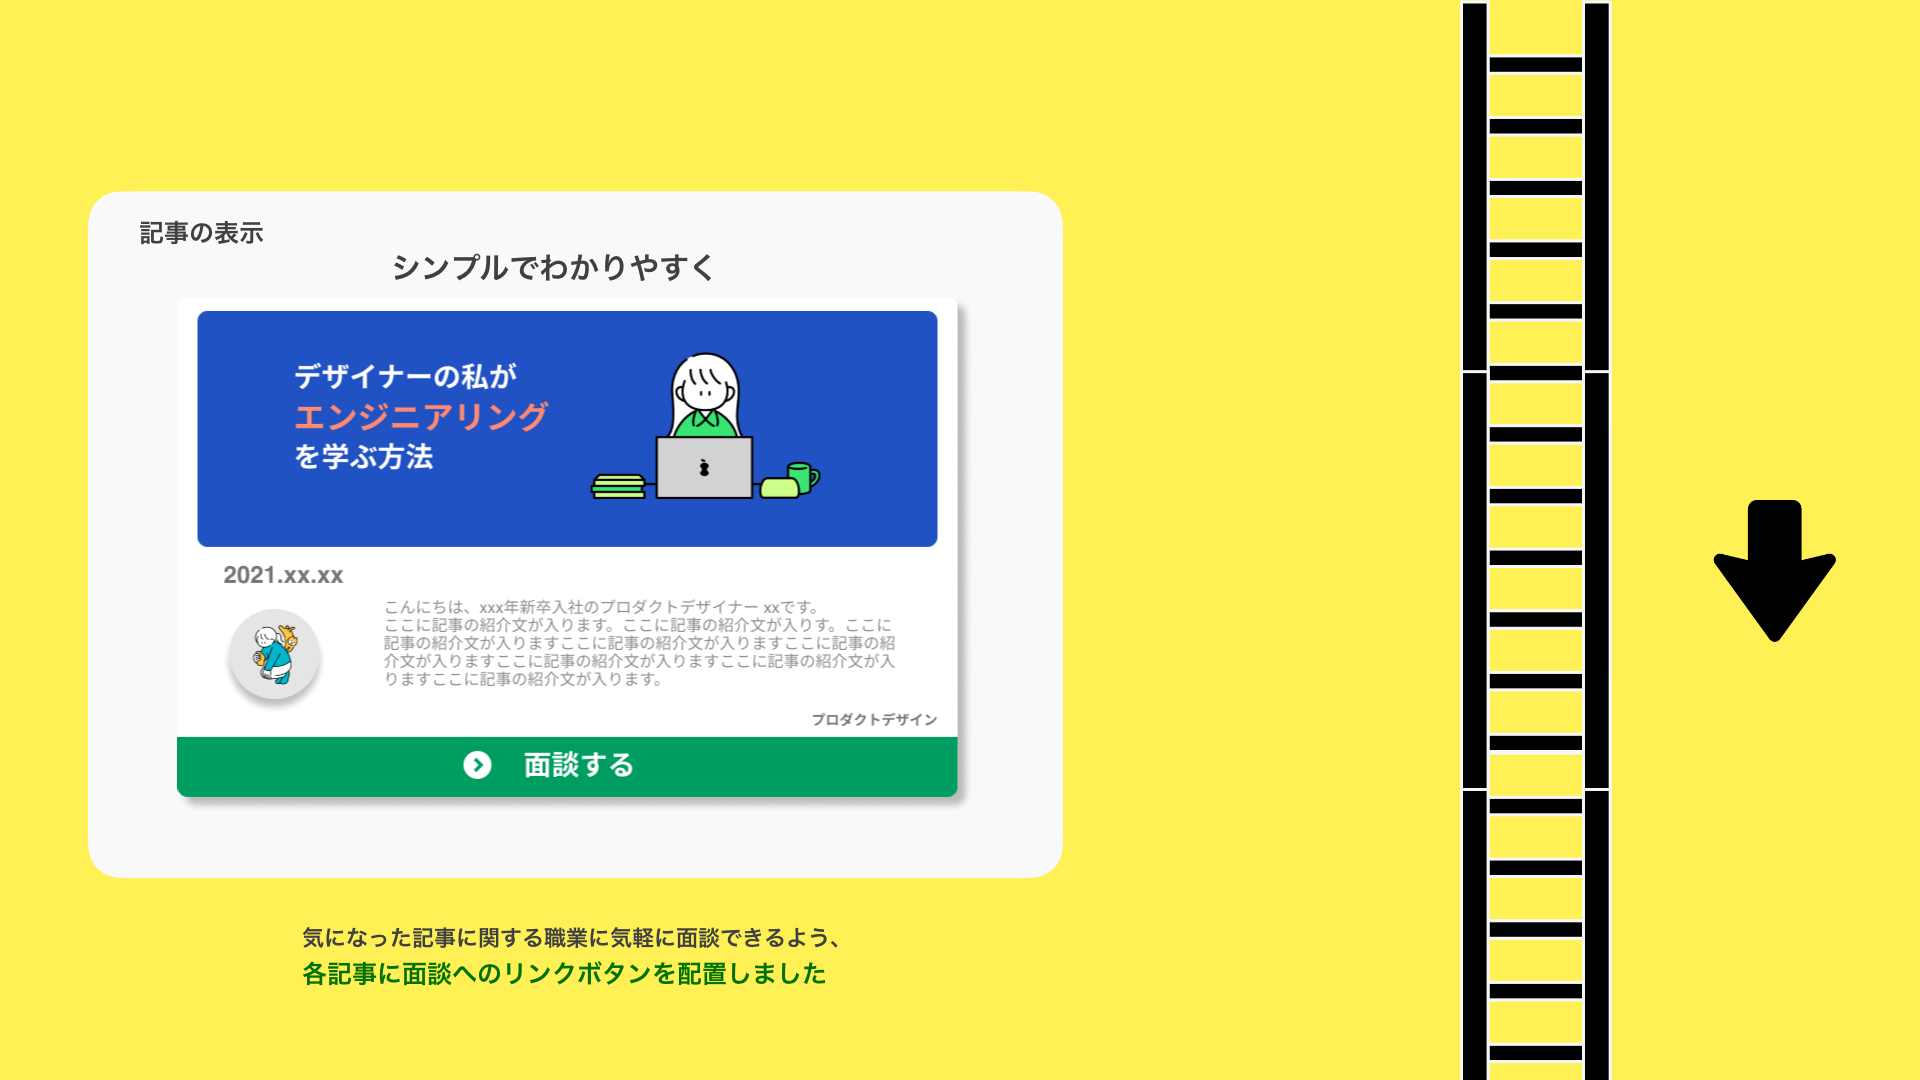 記事の表示
シンプルでわかりやすく
デザイナーの私が
エンジニアリング
を学ぶ方法
2021.xx.xx
こんにちは、xxx年新卒入社のプロダクトデザイナー xxです。
ここに記事の紹介文が入ります。ここに記事の紹介文が入りす。ここに
記事の紹介文が入りますここに記事の紹介文が入りますここに記事の紹
介文が入りますここに記事の紹介文が入りますここに記事の紹介文が入
りますここに記事の紹介文が入ります。
プロダクトデザイン
面談する
気になった記事に関する職業に気軽に面談できるよう、
各記事に面談へのリンクボタンを配置しました